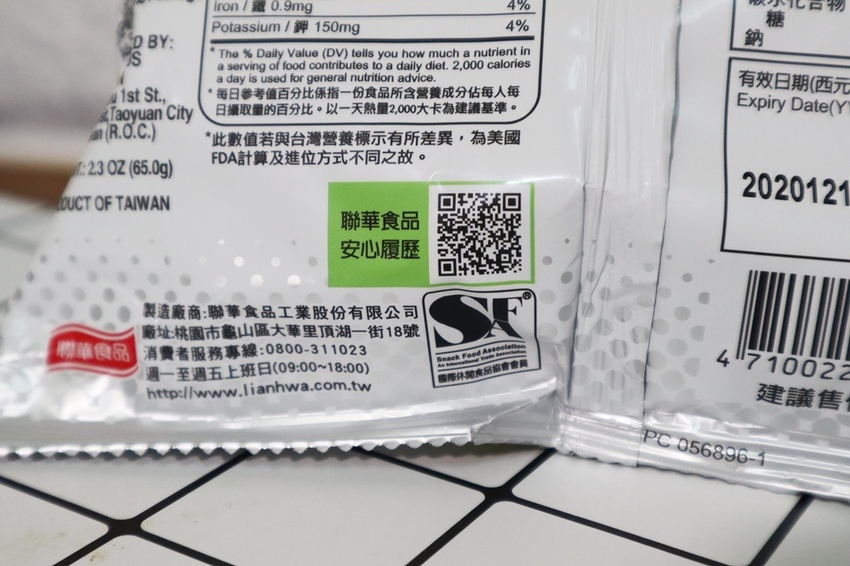 Iron / 鐵 0.9mg 4%
Potassium / 鉀 150mg 4%
* The % Daily Value (DV) tells you how much a nutrient in
a serving of food contributes to a daily diet. 2,000 calories
a day is used for general nutrition advice.
* 每日參考值百分比係指一份食品所含營養成分佔每人每
日攝取量的百分比。以一天熱量2,000大卡為建議基準。
*此數值若與台灣營養標示有所差異，為美國
FDA計算及進位方式不同之故。
D BY:
1st St.,
Taoyuan City
(R.O.C.)
2.3 OZ (65.0g)
DUCT OF TAIWAN
聯華食品
安心履歷
聯華食品
製造廠商:聯華食品工業股份有限公司
廠址:桃園市龜山區大華里頂湖一街18號
消費者服務專線:0800-311023
週一至週五上班日(09:00~18:00)
http://www.lianhwa.com.tw
SFA®
Snack Food Association
An International Trade Association
國際休閒食品協會會員
碳水化合物
糖
鈉
有效日期(西元
Expiry Date(Y
2020121
4 710022
建議售
PC 056896-1